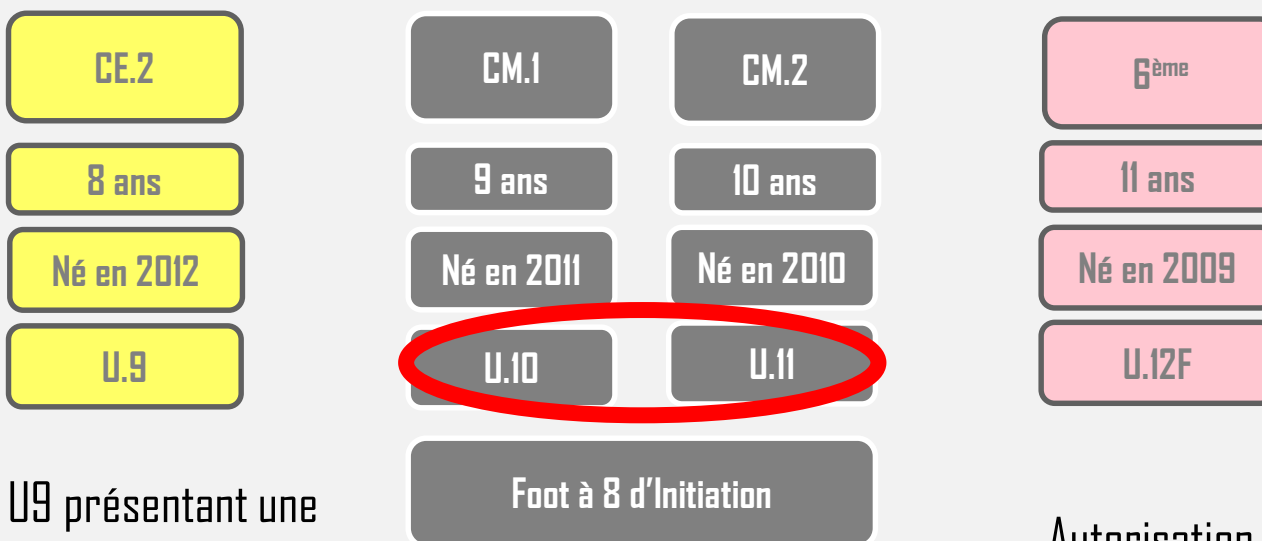 CE.2
CM.1
CM.2
6ème
8 ans
9 ans
10 ans
11 ans
Né en 2012
Né en 2011
Né en 2010
Né en 2009
U.9
U.10
U.11
U.12F
Foot à 8 d'Initiation
U9 présentant une
Autorisation